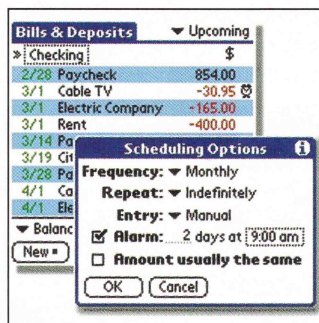 Bills & Deposits ▼ Upcoming
» Checking $
2/28 Paycheck 854.00
3/1 Cable TV -30.95
3/1 Electric Company -165.00
3/1 Rent -400.00
3/14 Pa
3/19 Cit
3/28 Pa
4/1 Ca
4/1 Ele
▼ Balanc
New
Scheduling Options i
Frequency: ▼ Monthly
Repeat: ▼ Indefinitely
Entry: ▼ Manual
Alarm: 2 days at 9:00 am
Amount usually the same
OK Cancel